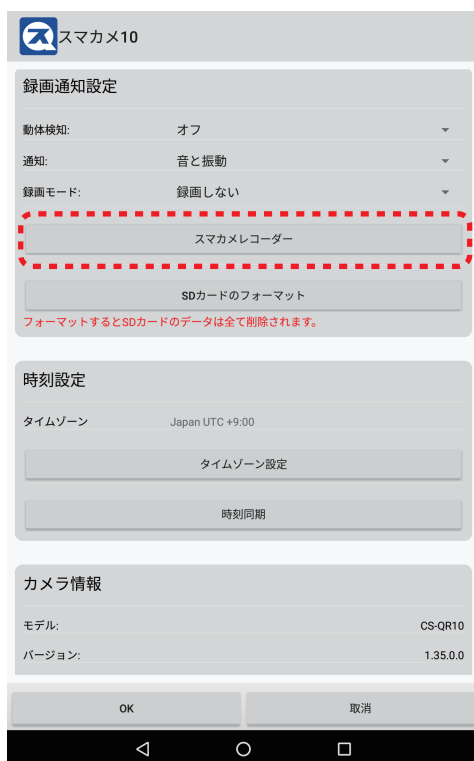 スマカメ10
録画通知設定
動体検知: オフ
通知: 音と振動
録画モード: 録画しない
スマカメレコーダー
SDカードのフォーマット
フォーマットするとSDカードのデータは全て削除されます。
時刻設定
タイムゾーン Japan UTC +9:00
タイムゾーン設定
時刻同期
カメラ情報
モデル: CS-QR10
バージョン: 1.35.0.0
OK 取消